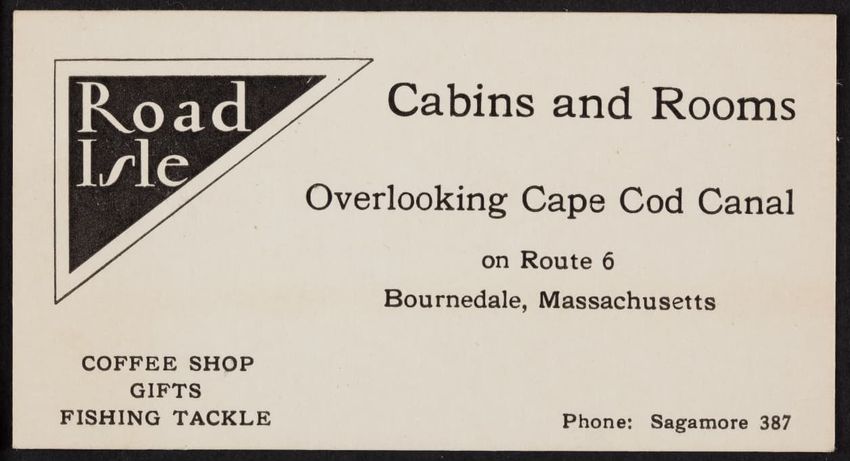 Road
Isle
Cabins and Rooms
Overlooking Cape Cod Canal
on Route 6
Bournedale, Massachusetts
COFFEE SHOP
GIFTS
FISHING TACKLE
Phone: Sagamore 387